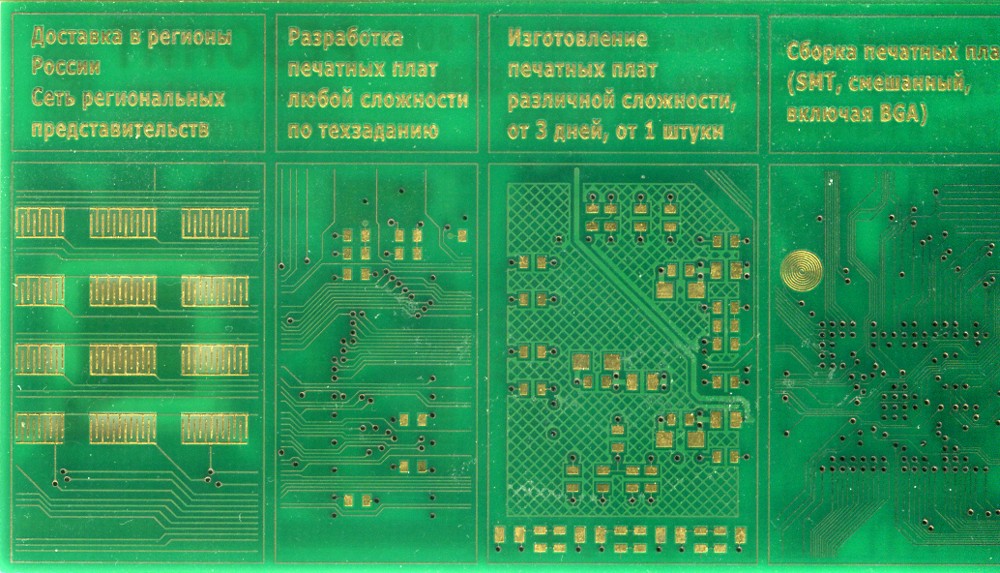 Доставка в регионы
России
Сеть региональных
представительств
Разработка
печатных плат
любой сложности
по техзаданию
Изготовление
печатных плат
различной сложности,
от 3 дней, от 1 штуки
Сборка печатных пла
(SMT, смешанный,
включая BGA)